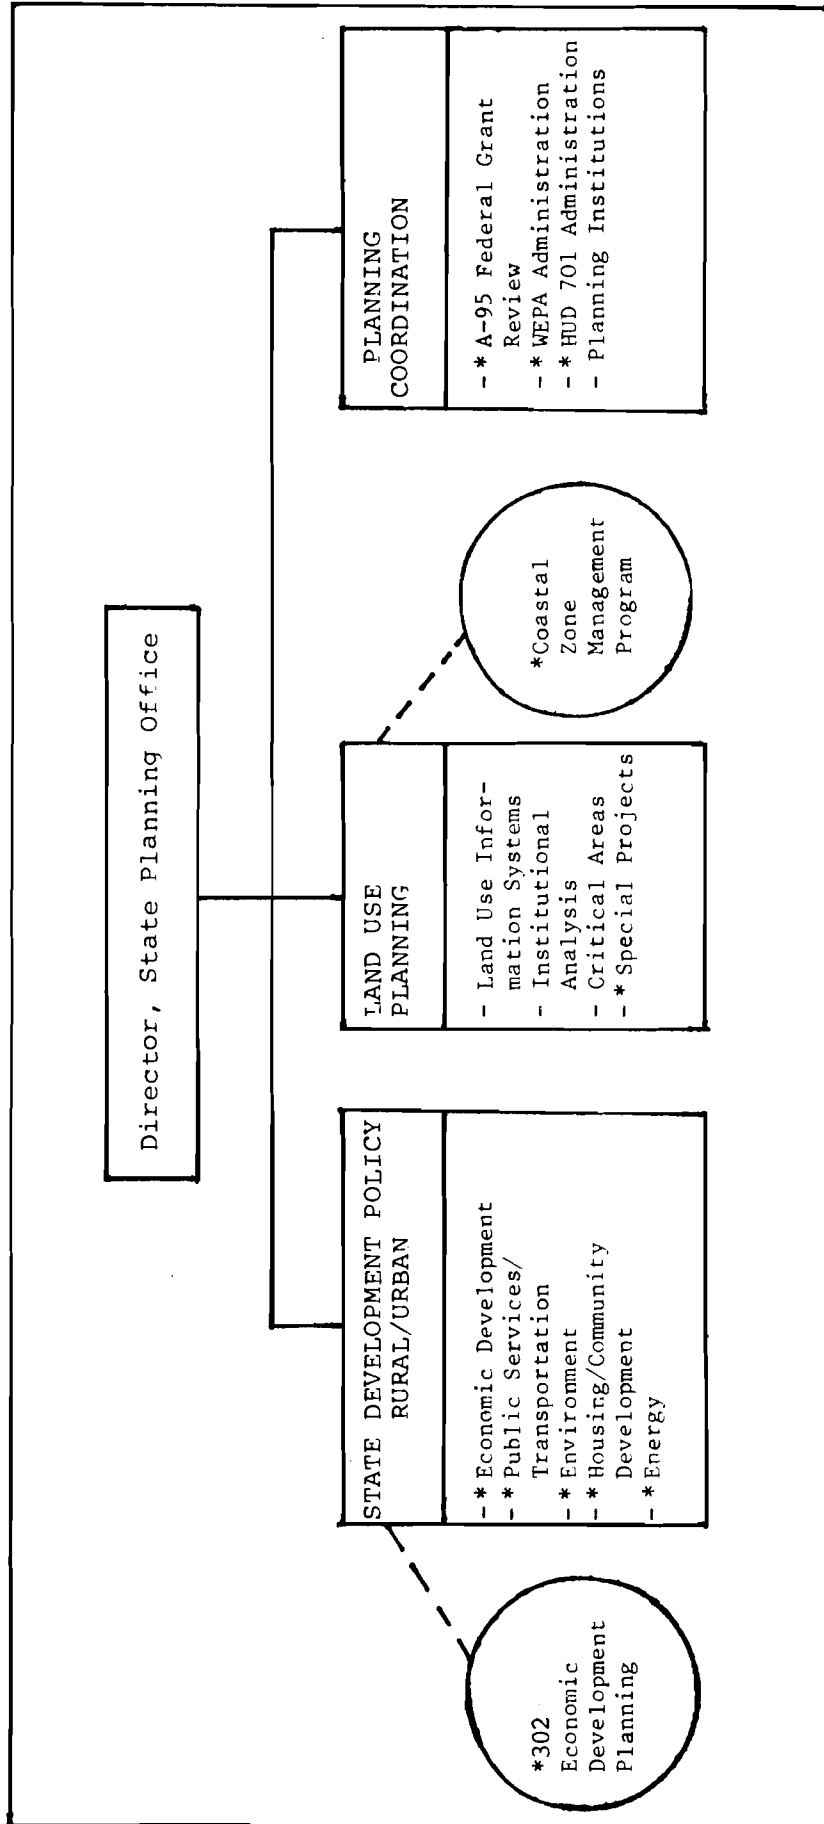 Director, State Planning Office
STATE DEVELOPMENT POLICY
RURAL/URBAN
- * Economic Development
- * Public Services/
Transportation
- * Environment
- * Housing/Community
Development
- * Energy
*302
Economic
Development
Planning
LAND USE
PLANNING
- Land Use Infor-
mation Systems
- Institutional
Analysis
- Critical Areas
- * Special Projects
*Coastal
Zone
Management
Program
PLANNING
COORDINATION
- * A-95 Federal Grant
Review
- * WEPA Administration
- * HUD 701 Administration
- Planning Institutions